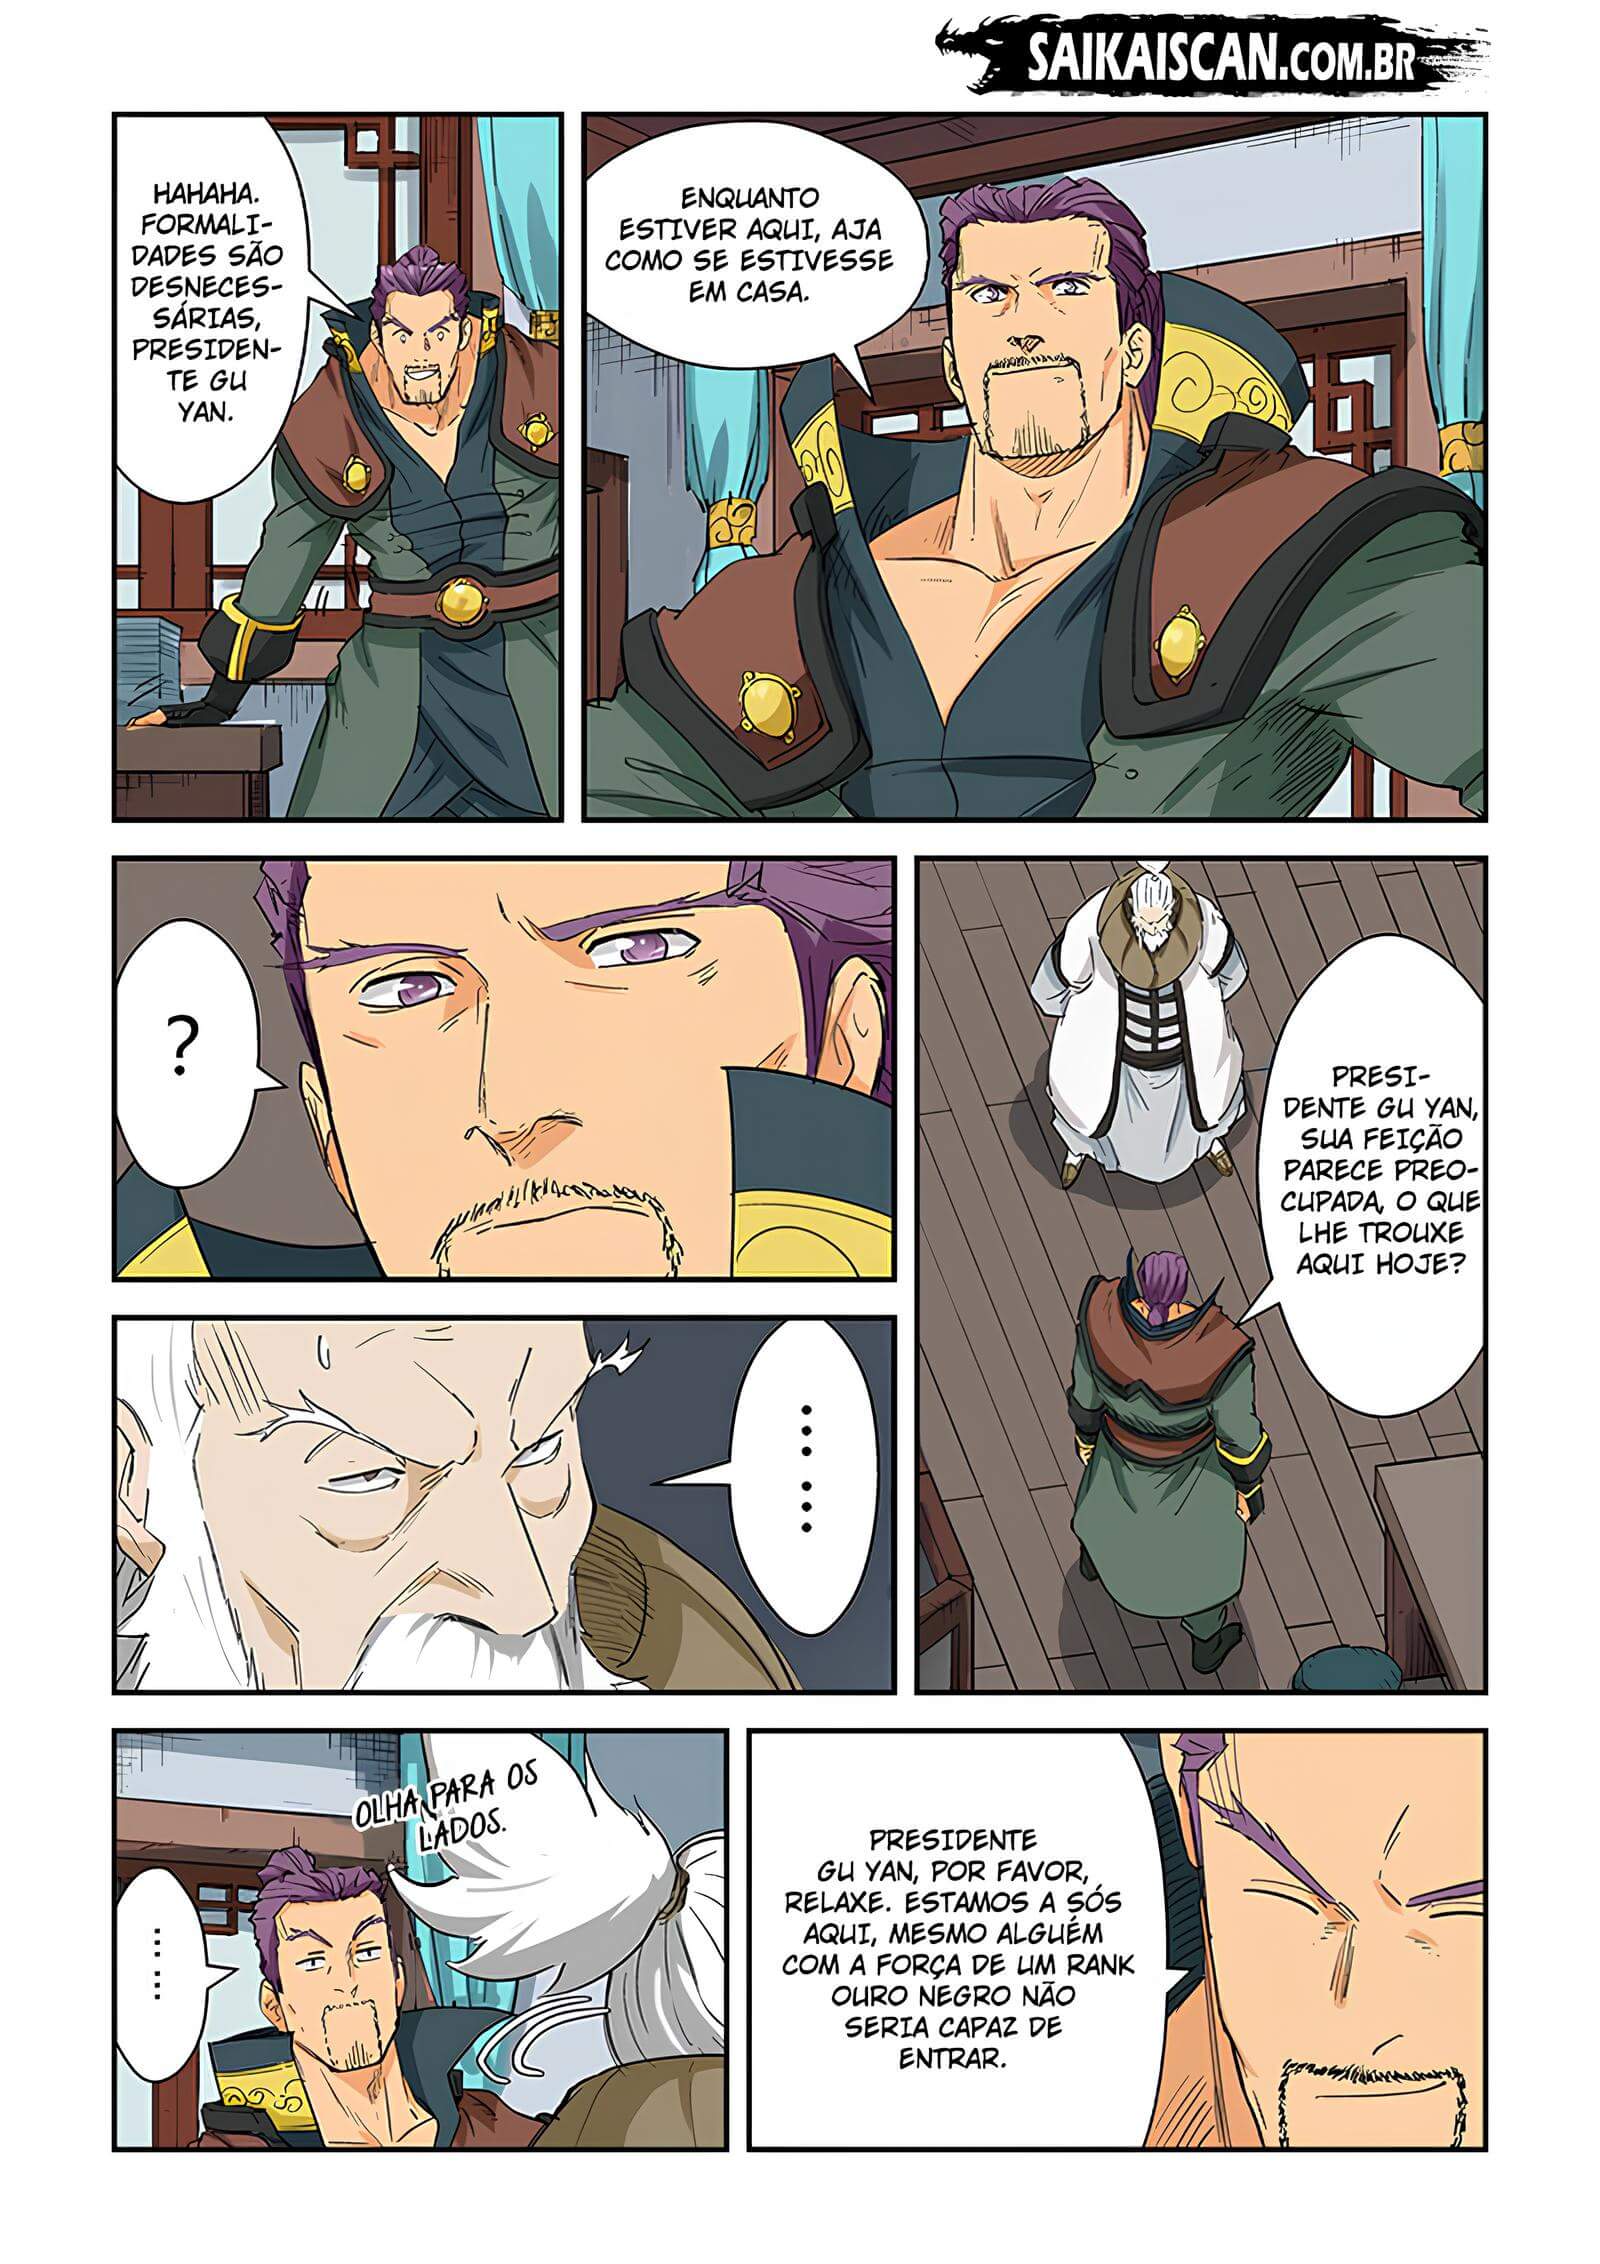 SAIKAISCAN.COM.BR
HAHAHA.
FORMALI-
DADES SÃO
DESNECES-
SÁRIAS,
PRESIDEN-
TE GU
YAN.
ENQUANTO
ESTIVER AQUI, AJA
COMO SE ESTIVESSE
EM CASA.
?
PRESI-
DENTE GU YAN,
SUA FEIÇÃO
PARECE PREO-
CUPADA, O QUE
LHE TROUXE
AQUI HOJE?
......
OLHA PARA OS
LADOS.
.....
PRESIDENTE
GU YAN, POR FAVOR,
RELAXE. ESTAMOS A SÓS
AQUI, MESMO ALGUÉM
COM A FORÇA DE UM RANK
OURO NEGRO NÃO
SERIA CAPAZ DE
ENTRAR.